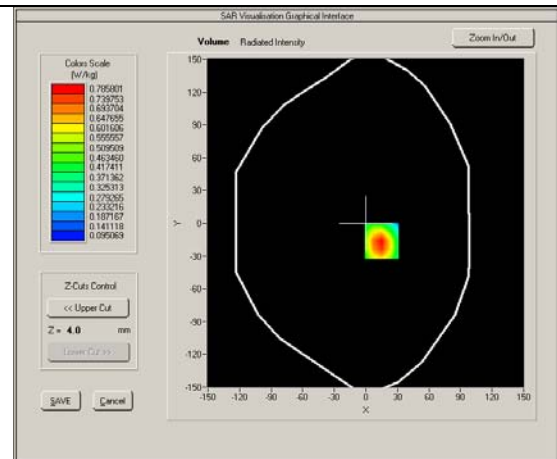 SAR Visualisation Graphical Interface
Volume Radiated Intensity
Zoom In/Out
Colors Scale
(W/kg)
0.785801
0.739753
0.693704
0.647655
0.601606
0.555557
0.509509
0.463460
0.417411
0.371362
0.325313
0.279265
0.233216
0.187167
0.141118
0.095069
Z-Cuts Control
<< Upper Cut
Z = 4.0 mm
Lower Cut >>
SAVE Cancel
150-
120-
90-
60-
30-
0-
-30-
-60-
-90-
-120-
-150-
Y
-150 -120 -90 -60 -30 0 30 60 90 120 150
X